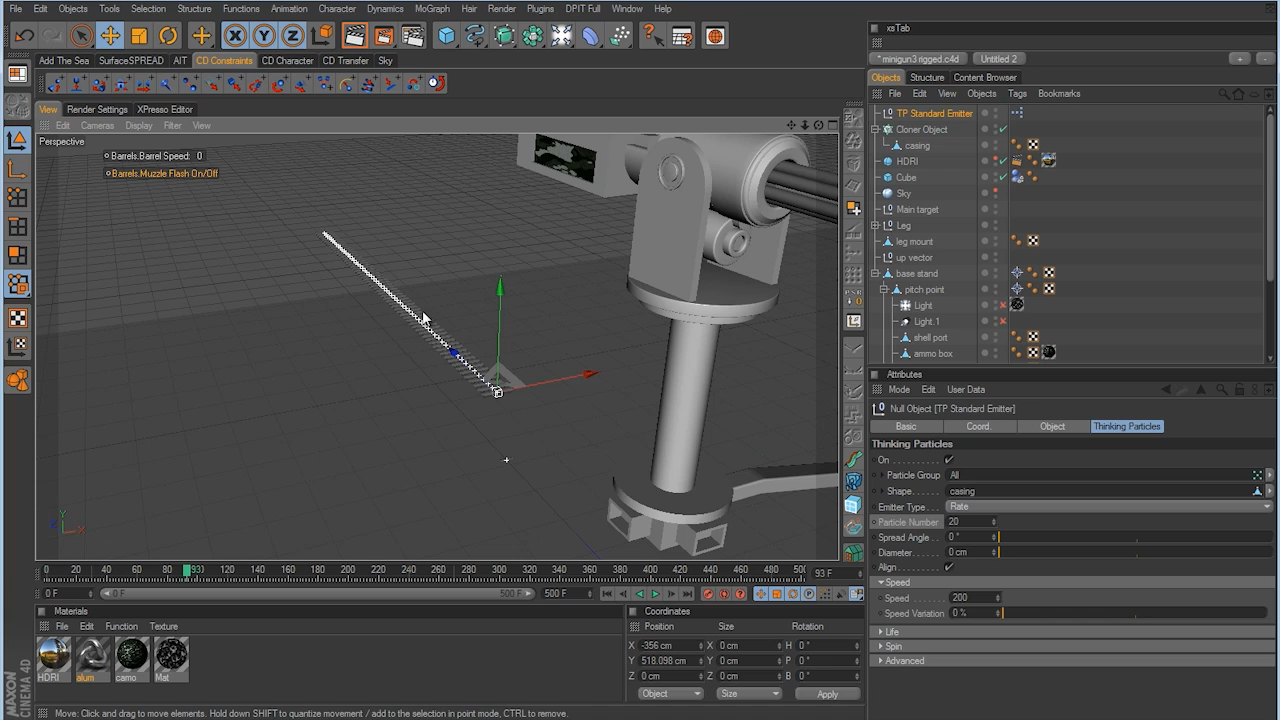 File Edit Objects Tools Selection Structure Functions Animation Character Dynamics MoGraph Hair Render Plugins DPIT Full Window Help
xsTab
*minigun3 rigged.c4d Untitled 2
Add The Sea SurfaceSPREAD AIT CD Constraints CD Character CD Transfer Sky
Objects Structure Content Browser
File Edit View Objects Tags Bookmarks
View Render Settings XPresso Editor
Edit Cameras Display Filter View
Perspective
Barrels.Barrel Speed: 0
Barrels.Muzzle Flash On/Off
TP Standard Emitter
Cloner Object
casing
HDRI
Cube
Sky
Main target
Leg
leg mount
up vector
base stand
pitch point
Light
Light.1
shell port
ammo box
Attributes
Mode Edit User Data
Null Object [TP Standard Emitter]
Basic Coord. Object Thinking Particles
Thinking Particles
On
Particle Group All
Shape casing
Emitter Type Rate
Particle Number 20
Spread Angle 0 °
Diameter 0 cm
Align
Speed
Speed 200
Speed Variation 0 %
Life
Spin
Advanced
Y
Z X
0 20 40 60 933 100 120 140 160 180 200 220 240 260 280 300 320 340 360 380 400 420 440 460 480 50 93 F
0 F 0 F 500 F 500 F
Materials
File Edit Function Texture
HDRI alum camo Mat
Coordinates
Position Size Rotation
X -356 cm X 0 cm H 0 °
Y 518.098 cm Y 0 cm P 0 °
Z 0 cm Z 0 cm B 0 °
Object Size Apply
MAXON
CINEMA 4D
Move: Click and drag to move elements. Hold down SHIFT to quantize movement / add to the selection in point mode, CTRL to remove.